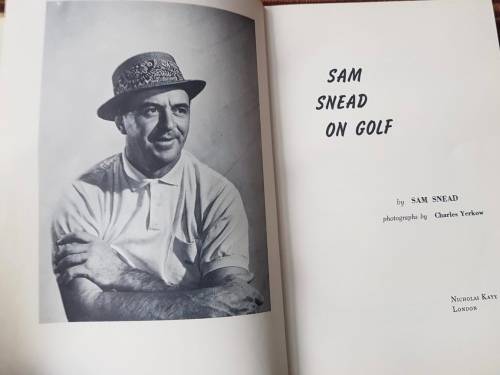 SAM
SNEAD
ON GOLF
by SAM SNEAD
photographs by Charles Yerkow
NICHOLAS KAYE
LONDON